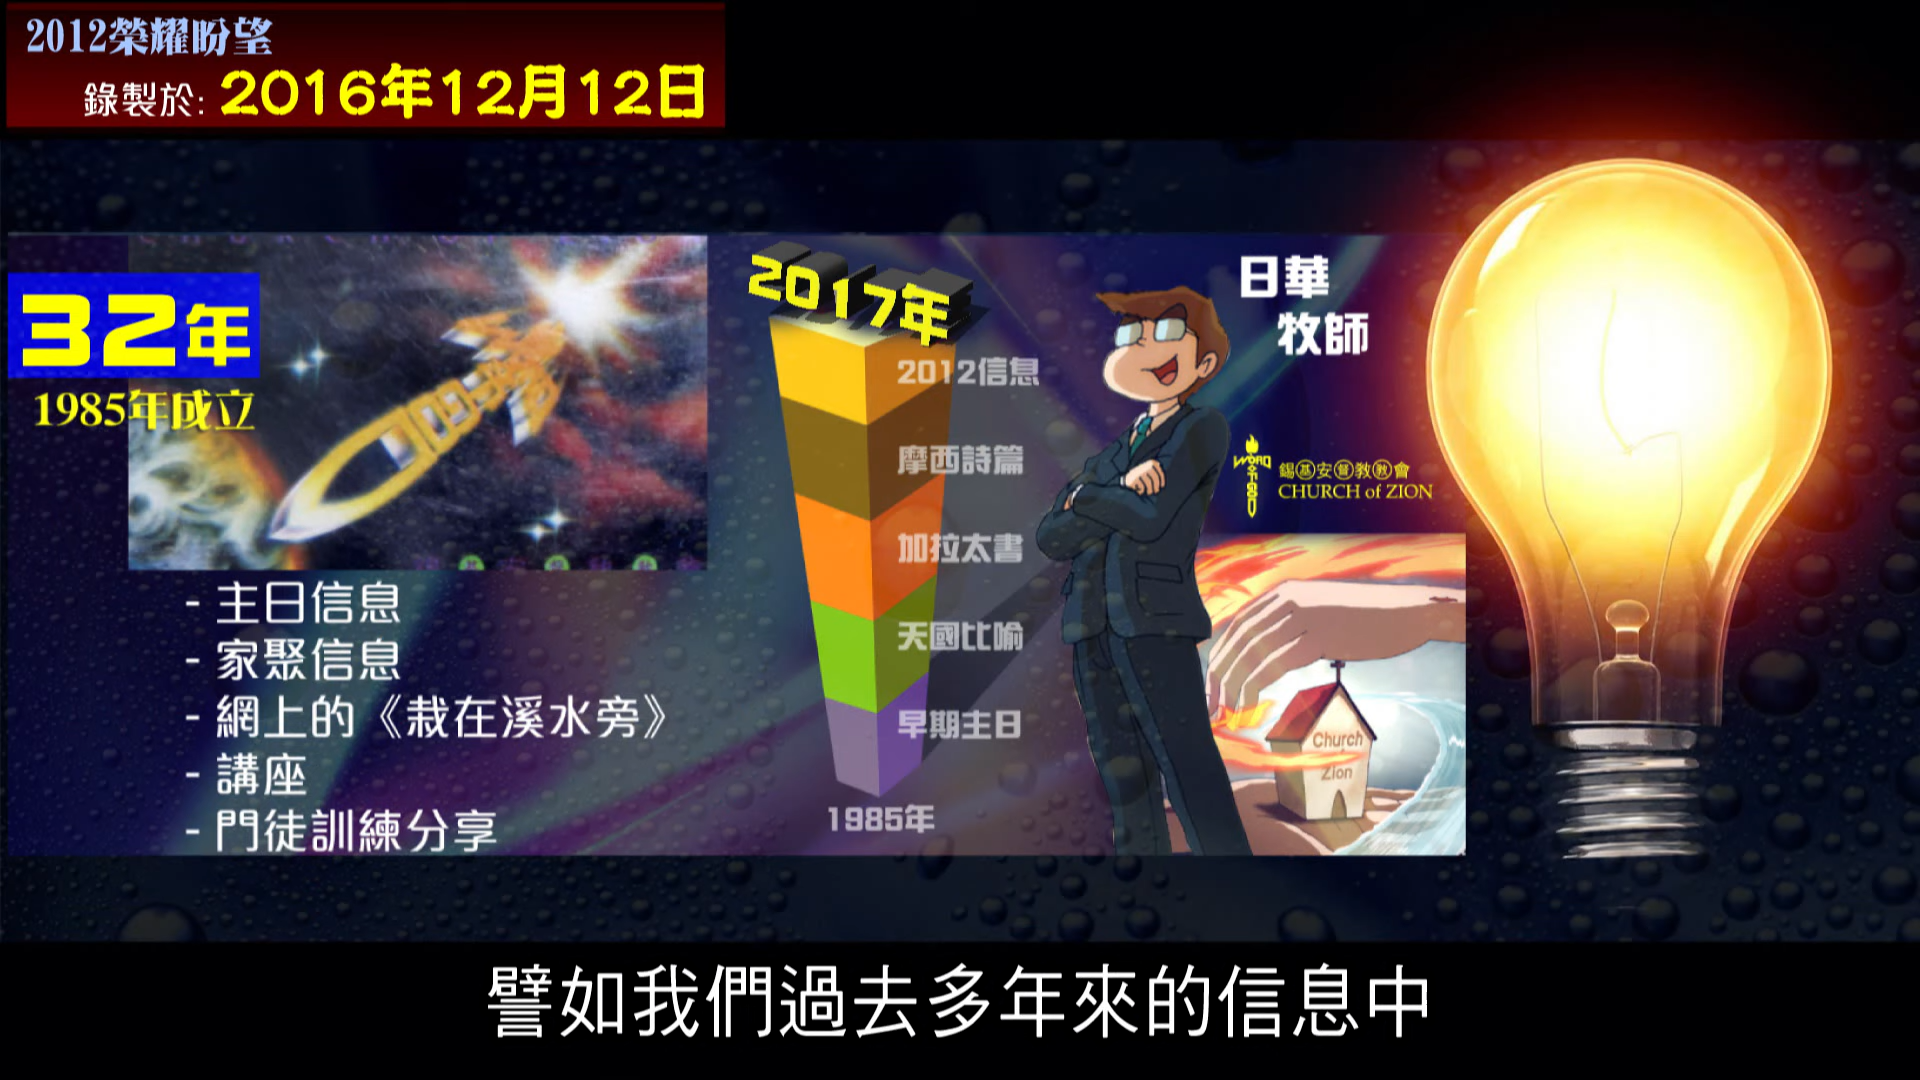 2012榮耀盼望
錄製於: 2016年12月12日
32年
1985年成立
- 主日信息
- 家聚信息
- 網上的《栽在溪水旁》
- 講座
- 門徒訓練分享
2017年
2012信息
摩西詩篇
加拉太書
天國比喻
早期主日
1985年
日華
牧師
錫基安督教教會
CHURCH of ZION
Church
Zion
譬如我們過去多年來的信息中